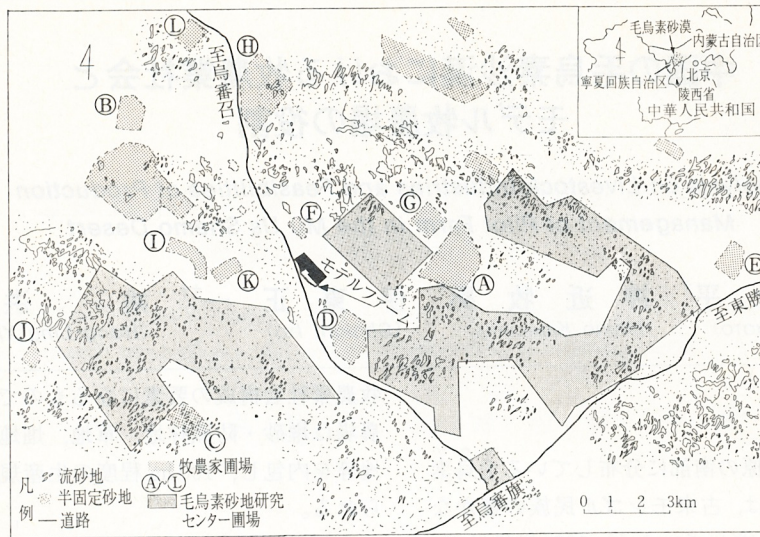 4
Ⓛ
至烏審召
Ⓗ
Ⓑ
Ⓕ
Ⓖ
Ⓘ
Ⓚ
モデルファーム
Ⓐ
Ⓔ
至東勝
Ⓙ
Ⓓ
Ⓒ
至烏審旗
毛烏素砂漠
内蒙古自治区
4
寧夏回族自治区
北京
陵西省
中華人民共和国
凡例
流砂地
半固定砂地
道路
牧農家圃場
Ⓐ~Ⓛ
毛烏素砂地研究
センター圃場
0 1 2 3km